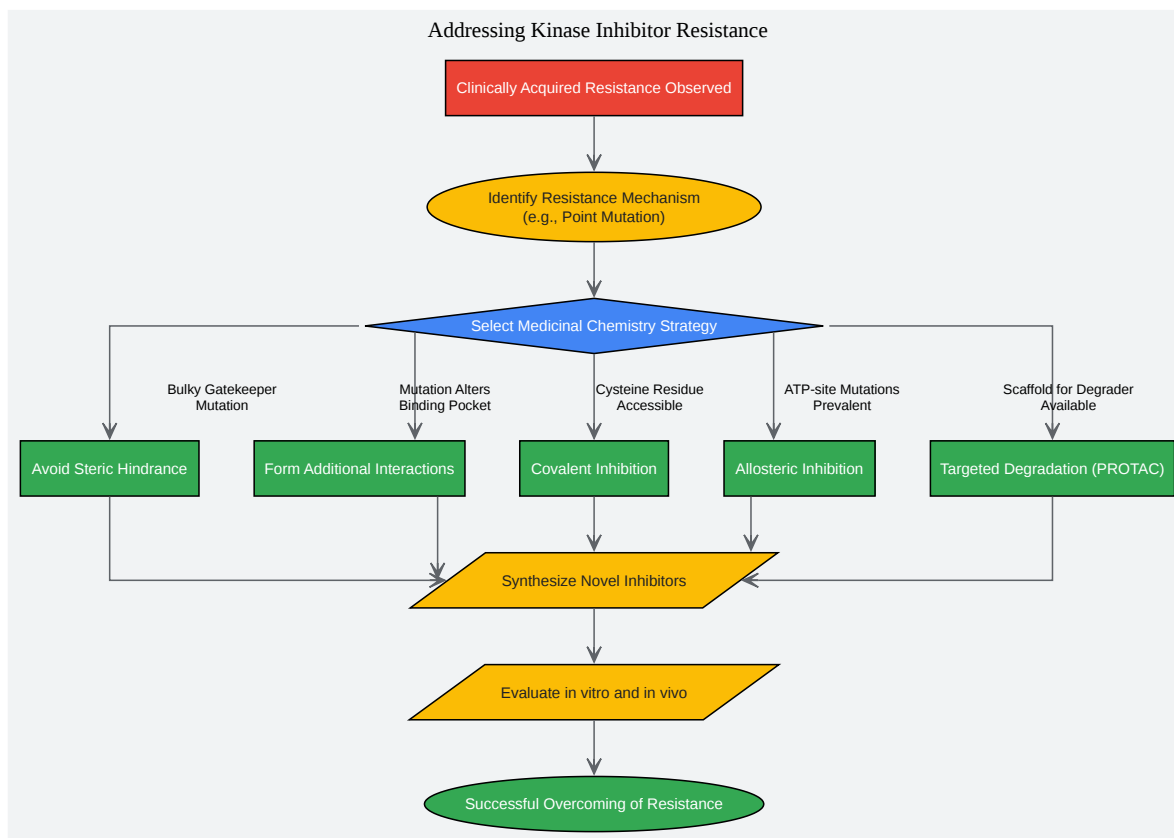 Addressing Kinase Inhibitor Resistance
Clinically Acquired Resistance Observed
Identify Resistance Mechanism
(e.g., Point Mutation)
Select Medicinal Chemistry Strategy
Bulky Gatekeeper
Mutation
Mutation Alters
Binding Pocket
Cysteine Residue
Accessible
ATP-site Mutations
Prevalent
Scaffold for Degrader
Available
Avoid Steric Hindrance
Form Additional Interactions
Covalent Inhibition
Allosteric Inhibition
Targeted Degradation (PROTAC)
Synthesize Novel Inhibitors
Evaluate in vitro and in vivo
Successful Overcoming of Resistance